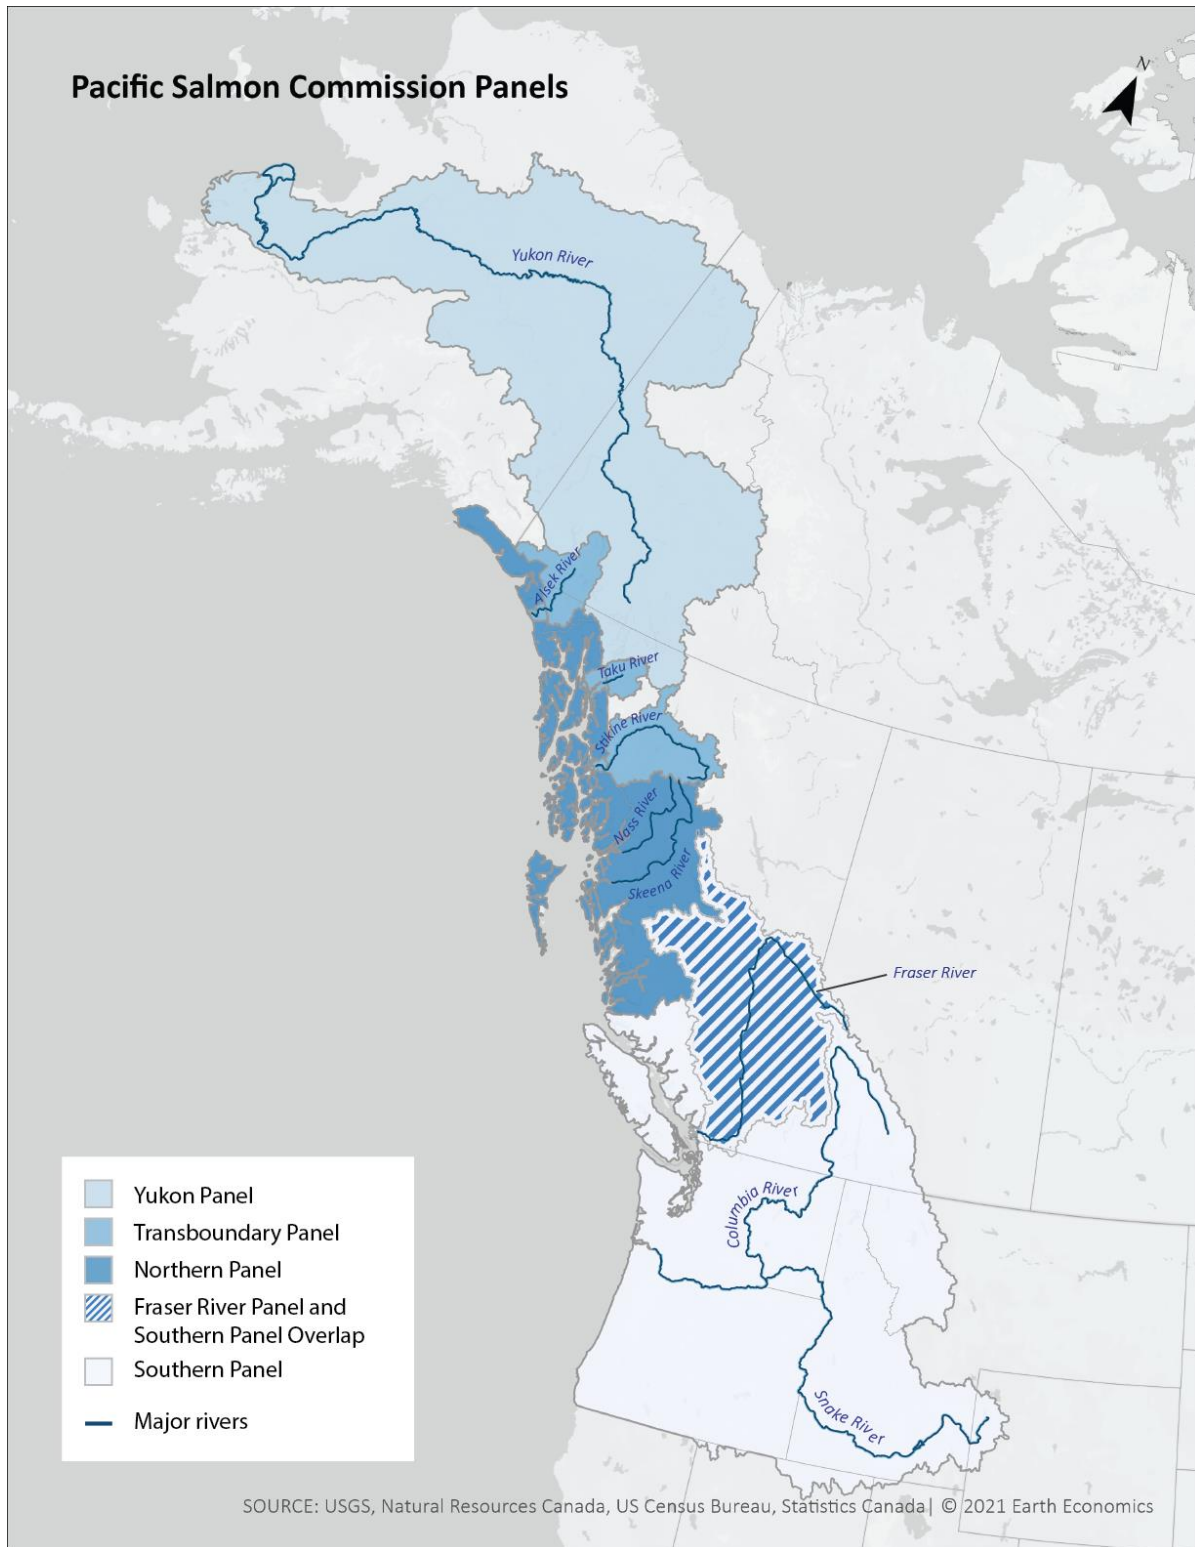 Pacific Salmon Commission Panels
N
Yukon River
Alsek River
Taku River
Stikine River
Nass River
Skeena River
Fraser River
Columbia River
Snake River
Yukon Panel
Transboundary Panel
Northern Panel
Fraser River Panel and
Southern Panel Overlap
Southern Panel
Major rivers
SOURCE: USGS, Natural Resources Canada, US Census Bureau, Statistics Canada| © 2021 Earth Economics